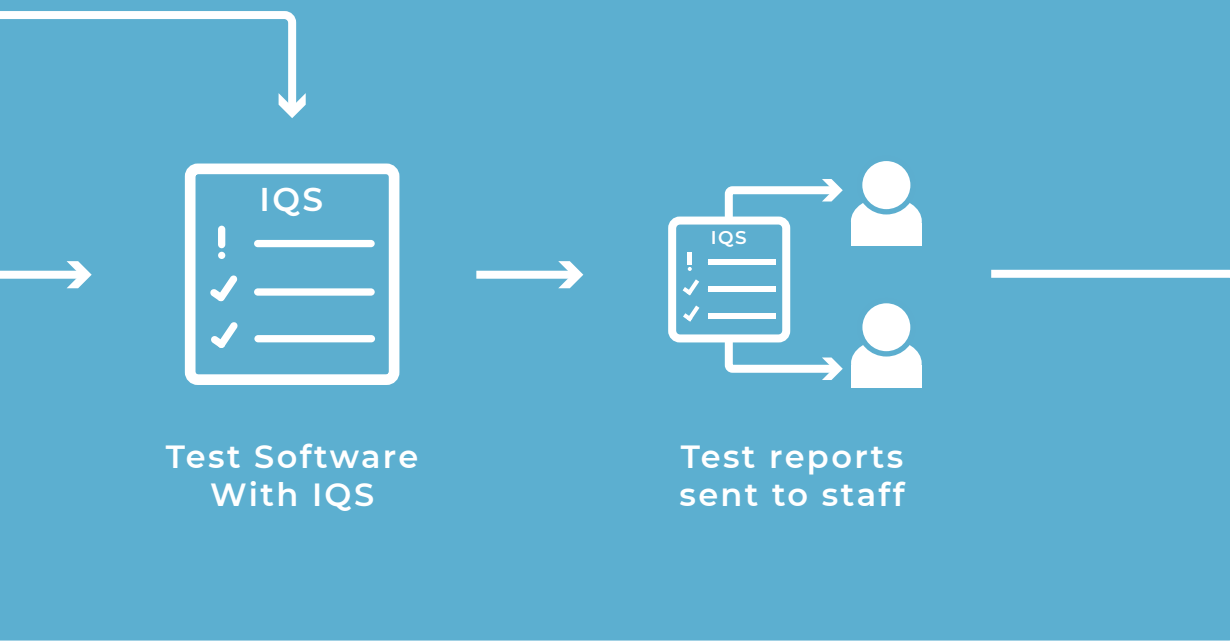 IQS
Test Software
With IQS
IQS
Test reports
sent to staff